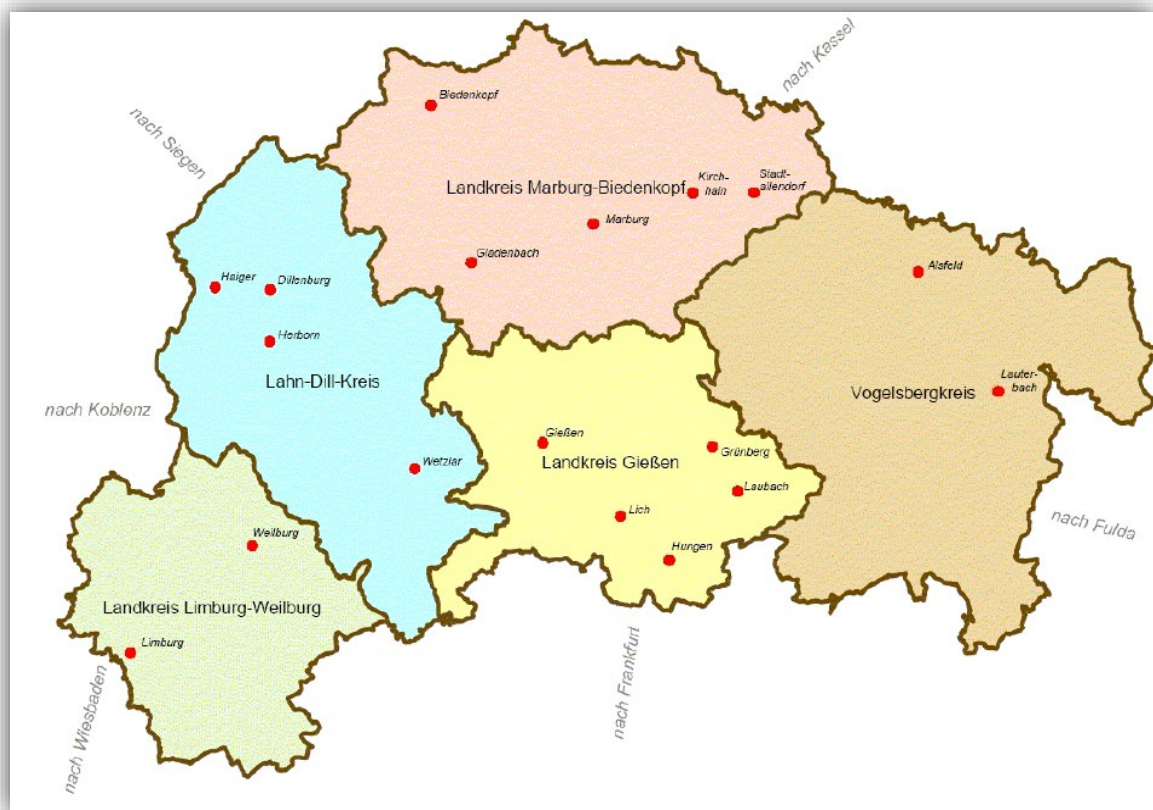 nach Kassel
nach Siegen
Biedenkopf
Landkreis Marburg-Biedenkopf
Kirch-
hain
Stadt-
allendorf
Marburg
Gladenbach
Haiger
Dillenburg
Herborn
Lahn-Dill-Kreis
Alsfeld
Lauter-
bach
Vogelsbergkreis
nach Koblenz
Gießen
Landkreis Gießen
Grünberg
Wetzlar
Laubach
Lich
Hungen
nach Fulda
Weilburg
Landkreis Limburg-Weilburg
Limburg
nach Wiesbaden
nach Frankfurt